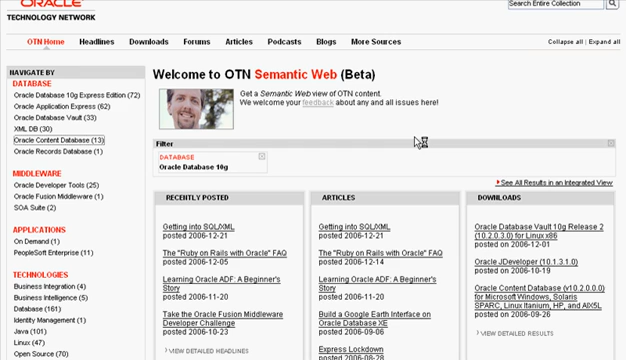 ORACLE
TECHNOLOGY NETWORK
Search Entire Collection
OTN Home
Headlines
Downloads
Forums
Articles
Podcasts
Blogs
More Sources
Collapse all | Expand all
NAVIGATE BY
DATABASE
Oracle Database 10g Express Edition (72)
Oracle Application Express (62)
Oracle Database Vault (33)
XML DB (30)
Oracle Content Database (13)
Oracle Records Database (1)
MIDDLEWARE
Oracle Developer Tools (25)
Oracle Fusion Middleware (1)
SOA Suite (2)
APPLICATIONS
On Demand (1)
PeopleSoft Enterprise (11)
TECHNOLOGIES
Business Integration (4)
Business Intelligence (5)
Database (161)
Identity Management (1)
Java (101)
Linux (47)
Open Source (70)
Welcome to OTN Semantic Web (Beta)
Get a Semantic Web view of OTN content.
We welcome your feedback about any and all issues here!
Filter
DATABASE
Oracle Database 10g
See All Results in an Integrated View
RECENTLY POSTED
Getting into SQL/XML
posted 2006-12-21
The "Ruby on Rails with Oracle" FAQ
posted 2006-12-05
Learning Oracle ADF: A Beginner's
Story
posted 2006-11-20
Take the Oracle Fusion Middleware
Developer Challenge
posted 2006-10-23
VIEW DETAILED HEADLINES
ARTICLES
Getting into SQL/XML
posted 2006-12-21
The "Ruby on Rails with Oracle" FAQ
posted 2006-12-14
Learning Oracle ADF: A Beginner's
Story
posted 2006-11-20
Build a Google Earth Interface on
Oracle Database XE
posted 2006-09-06
Express Lockdown
posted 2006-08-28
DOWNLOADS
Oracle Database Vault 10g Release 2
(10.2.0.3.0) for Linux x86
posted on 2006-12-01
Oracle JDeveloper (10.1.3.1.0)
posted on 2006-10-19
Oracle Content Database (v10.2.0.0.0)
for Microsoft Windows, Solaris
SPARC, Linux Itanium, HP, and AIX5L
posted on 2006-09-26
VIEW DETAILED RESULTS